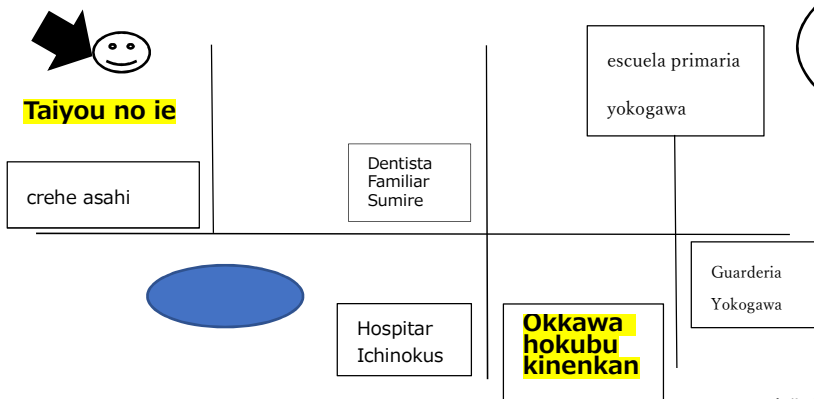 escuela primaria
yokogawa
Taiyou no ie
Dentista
Familiar
Sumire
crehe asahi
Guarderia
Yokogawa
Hospitar
Ichinokus
Okkawa
hokubu
kinenkan